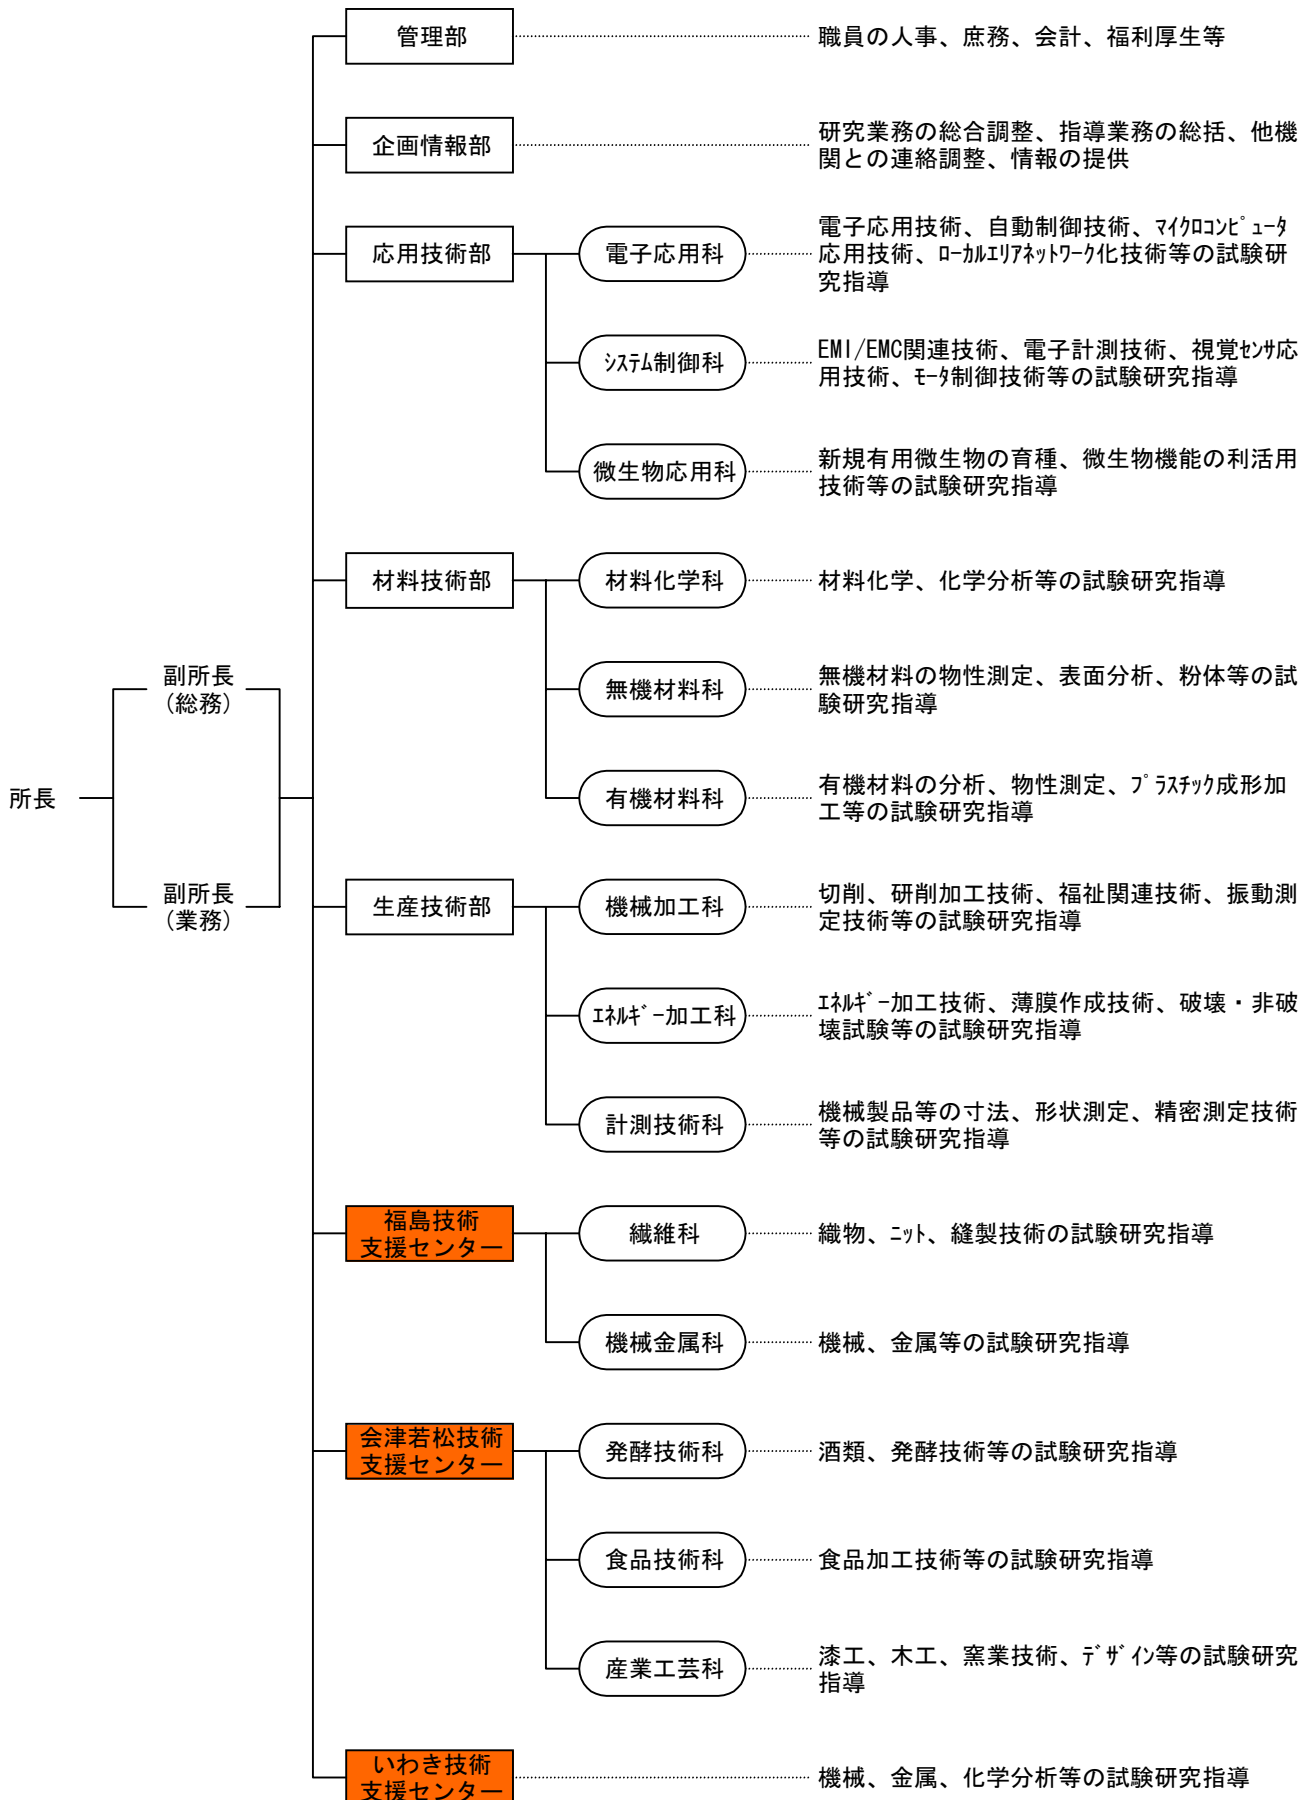 管理部
職員の人事、庶務、会計、福利厚生等
企画情報部
研究業務の総合調整、指導業務の総括、他機
関との連絡調整、情報の提供
応用技術部
電子応用科
電子応用技術、自動制御技術、ﾏｲｸﾛｺﾝﾋﾟｭｰﾀ
応用技術、ﾛｰｶﾙｴﾘｱﾈｯﾄﾜｰｸ化技術等の試験研
究指導
ｼｽﾃﾑ制御科
EMI/EMC関連技術、電子計測技術、視覚ｾﾝｻ応
用技術、ﾓｰﾀ制御技術等の試験研究指導
微生物応用科
新規有用微生物の育種、微生物機能の利活用
技術等の試験研究指導
材料技術部
材料化学科
材料化学、化学分析等の試験研究指導
副所長
(総務)
無機材料科
無機材料の物性測定、表面分析、粉体等の試
験研究指導
所長
有機材料科
有機材料の分析、物性測定、ﾌﾟﾗｽﾁｯｸ成形加
工等の試験研究指導
副所長
(業務)
生産技術部
機械加工科
切削、研削加工技術、福祉関連技術、振動測
定技術等の試験研究指導
ｴﾈﾙｷﾞｰ加工科
ｴﾈﾙｷﾞｰ加工技術、薄膜作成技術、破壊・非破
壊試験等の試験研究指導
計測技術科
機械製品等の寸法、形状測定、精密測定技術
等の試験研究指導
福島技術
支援センター
繊維科
織物、ﾆｯﾄ、縫製技術の試験研究指導
機械金属科
機械、金属等の試験研究指導
会津若松技術
支援センター
発酵技術科
酒類、発酵技術等の試験研究指導
食品技術科
食品加工技術等の試験研究指導
産業工芸科
漆工、木工、窯業技術、ﾃﾞｻﾞｲﾝ等の試験研究
指導
いわき技術
支援センター
機械、金属、化学分析等の試験研究指導